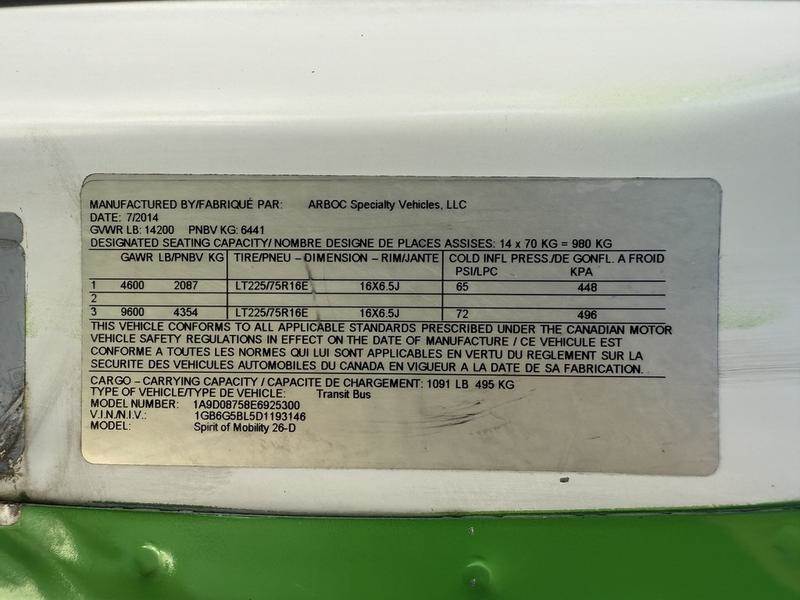 MANUFACTURED BY/FABRIQUÉ PAR: ARBOC Specialty Vehicles, LLC
DATE: 7/2014
GVWR LB: 14200 PNBV KG: 6441
DESIGNATED SEATING CAPACITY/ NOMBRE DESIGNE DE PLACES ASSISES: 14 x 70 KG = 980 KG
GAWR LB/PNBV KG TIRE/PNEU – DIMENSION – RIM/JANTE COLD INFL PRESS./DE GONFL. A FROID
PSI/LPC KPA
1 4600 2087 LT225/75R16E 16X6.5J 65 448
2
3 9600 4354 LT225/75R16E 16X6.5J 72 496
THIS VEHICLE CONFORMS TO ALL APPLICABLE STANDARDS PRESCRIBED UNDER THE CANADIAN MOTOR
VEHICLE SAFETY REGULATIONS IN EFFECT ON THE DATE OF MANUFACTURE / CE VEHICULE EST
CONFORME A TOUTES LES NORMES QUI LUI SONT APPLICABLES EN VERTU DU REGLEMENT SUR LA
SECURITE DES VEHICULES AUTOMOBILES DU CANADA EN VIGUEUR A LA DATE DE SA FABRICATION.
CARGO – CARRYING CAPACITY / CAPACITE DE CHARGEMENT: 1091 LB 495 KG
TYPE OF VEHICLE/TYPE DE VEHICLE: Transit Bus
MODEL NUMBER: 1A9D08758E6925300
V.I.N./N.I.V.: 1GB6G5BL5D1193146
MODEL: Spirit of Mobility 26-D